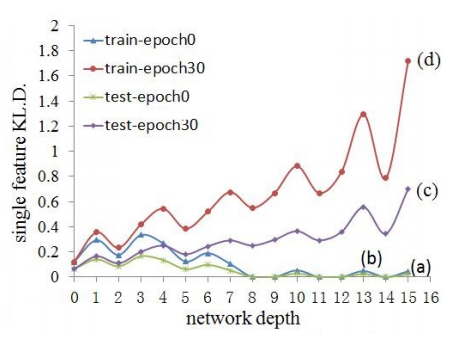 2
1.8
1.6
1.4
1.2
1
0.8
0.6
0.4
0.2
0
single feature KL.D.
train-epoch0
train-epoch30
test-epoch0
test-epoch30
(d)
(c)
(b)
(a)
0 1 2 3 4 5 6 7 8 9 10 11 12 13 14 15 16
network depth